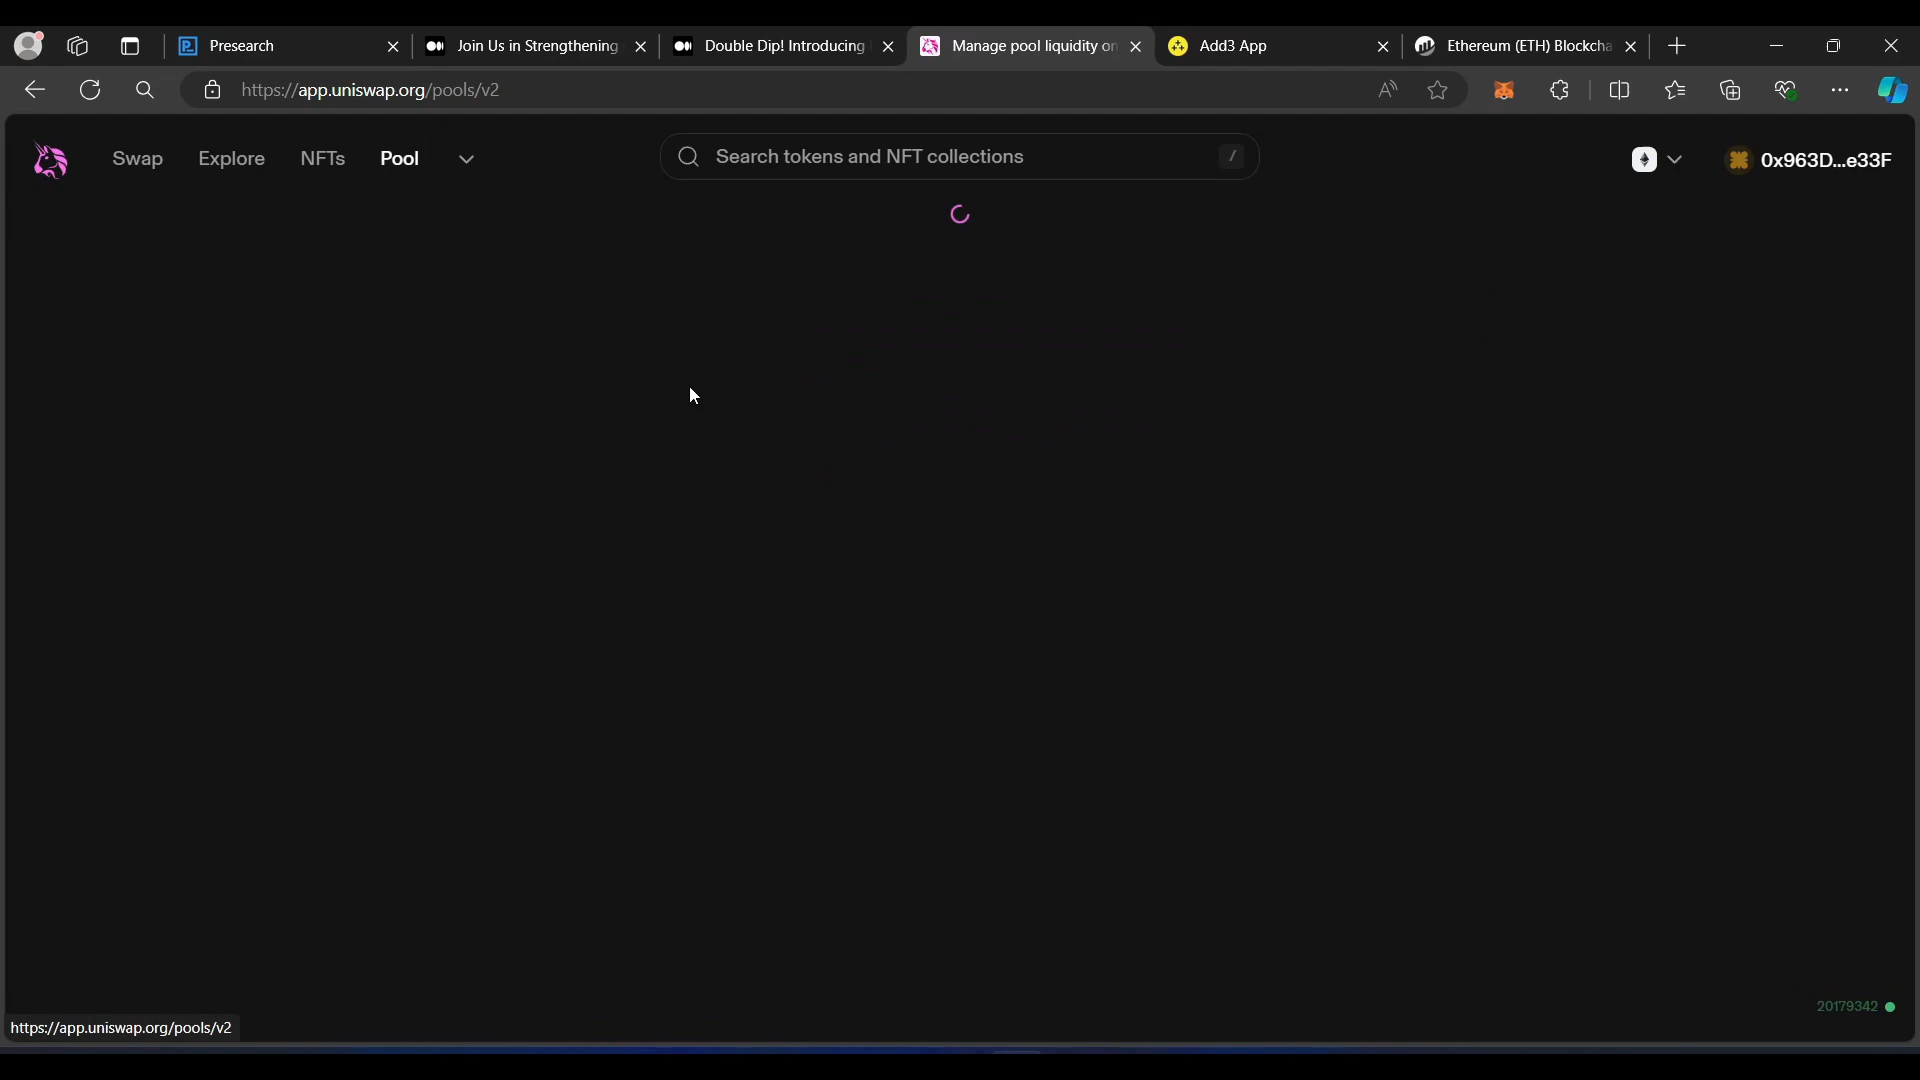 Presearch
Join Us in Strengthening
Double Dip! Introducing
Manage pool liquidity on
Add3 App
Ethereum (ETH) Blockcha
https://app.uniswap.org/pools/v2
Swap
Explore
NFTs
Pool
Search tokens and NFT collections
/
0x963D...e33F
20179342
https://app.uniswap.org/pools/v2